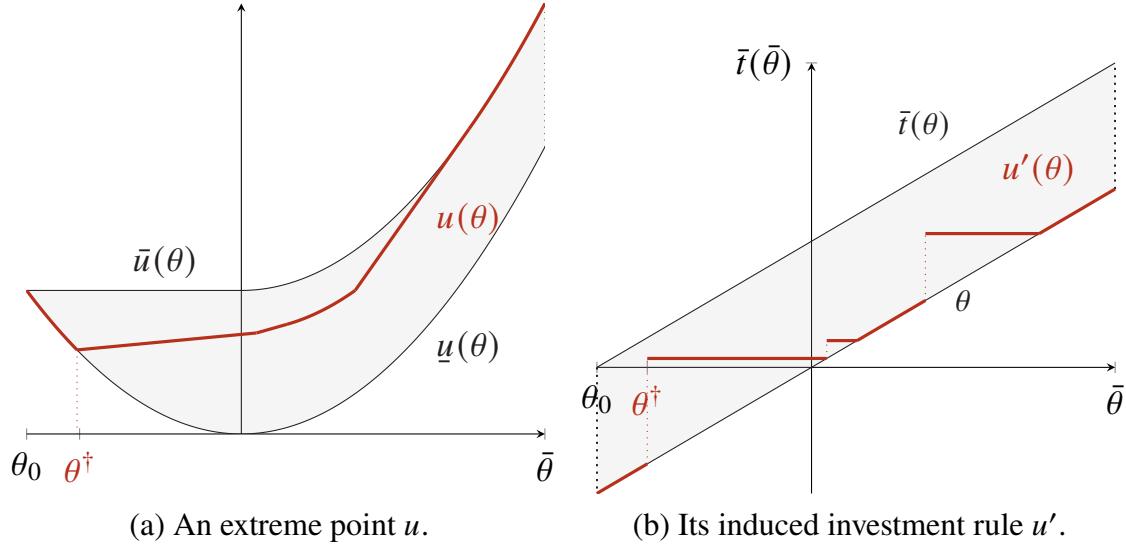 ū(θ)
u(θ)
u̲(θ)
θ₀
θ†
θ̄
(a) An extreme point u.
t̄(θ̄)
t̄(θ)
u′(θ)
θ
θ₀
θ†
θ̄
(b) Its induced investment rule u′.